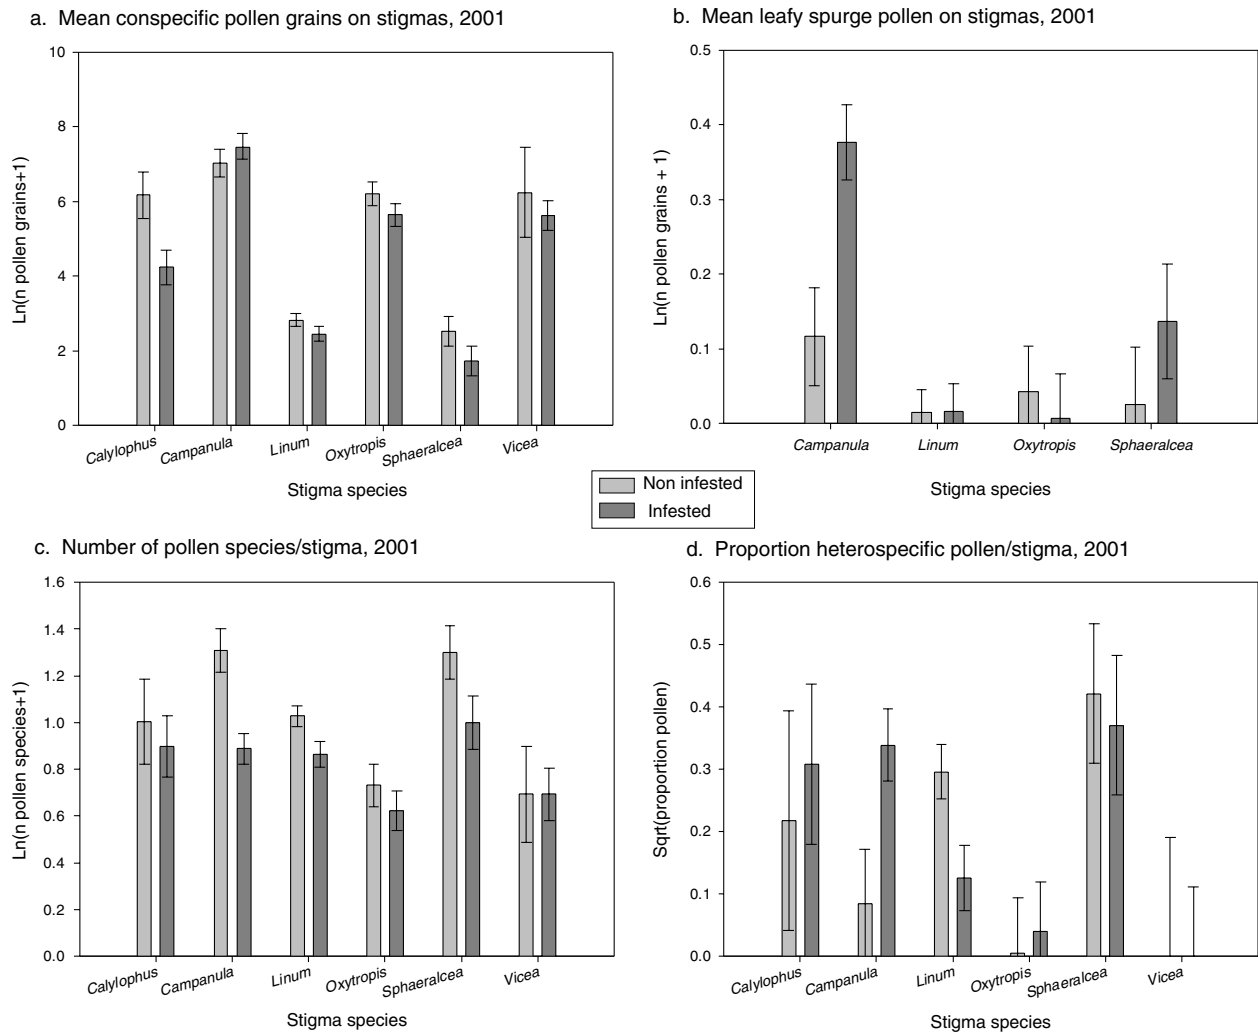 a. Mean conspecific pollen grains on stigmas, 2001
10
8
6
4
2
0
Ln(n pollen grains+1)
Calylophus
Campanula
Linum
Oxytropis
Sphaeralcea
Vicea
Stigma species
b. Mean leafy spurge pollen on stigmas, 2001
0.5
0.4
0.3
0.2
0.1
0.0
Ln(n pollen grains + 1)
Campanula
Linum
Oxytropis
Sphaeralcea
Stigma species
Non infested
Infested
c. Number of pollen species/stigma, 2001
1.6
1.4
1.2
1.0
0.8
0.6
0.4
0.2
0.0
Ln(n pollen species+1)
Calylophus
Campanula
Linum
Oxytropis
Sphaeralcea
Vicea
Stigma species
d. Proportion heterospecific pollen/stigma, 2001
0.6
0.5
0.4
0.3
0.2
0.1
0.0
Sqrt(proportion pollen)
Calylophus
Campanula
Linum
Oxytropis
Sphaeralcea
Vicea
Stigma species